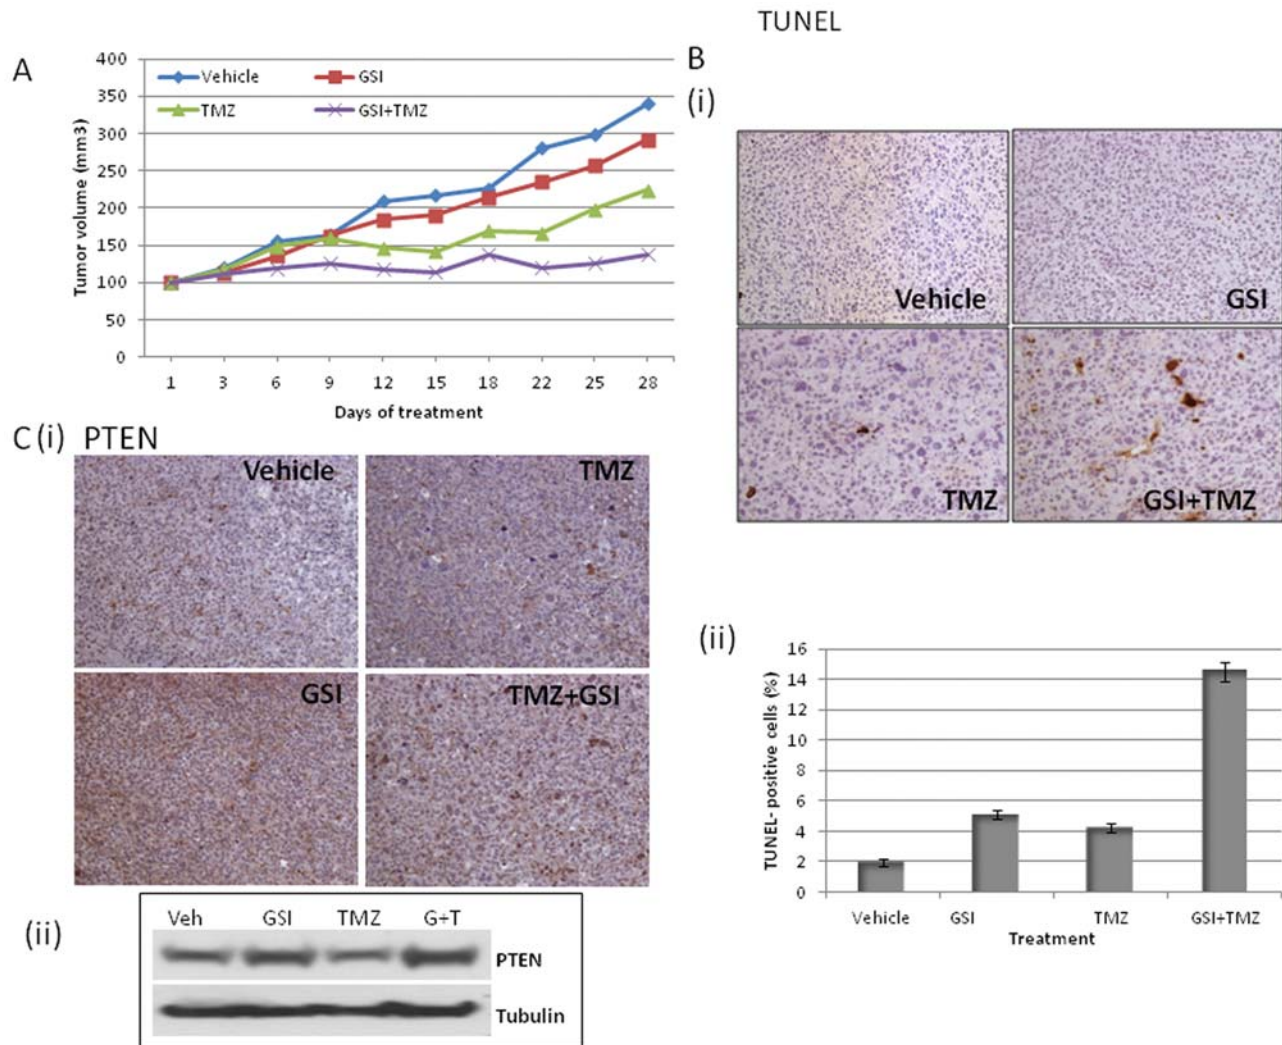 TUNEL
A
400
350
300
250
200
150
100
50
0
Tumor volume (mm3)
Vehicle GSI
TMZ GSI+TMZ
1 3 6 9 12 15 18 22 25 28
Days of treatment
B
(i)
Vehicle GSI
TMZ GSI+TMZ
C (i) PTEN
Vehicle TMZ
GSI TMZ+GSI
(ii)
Veh GSI TMZ G+T
PTEN
Tubulin
(ii)
16
14
12
10
8
6
4
2
0
TUNEL- positive cells (%)
Vehicle GSI TMZ GSI+TMZ
Treatment